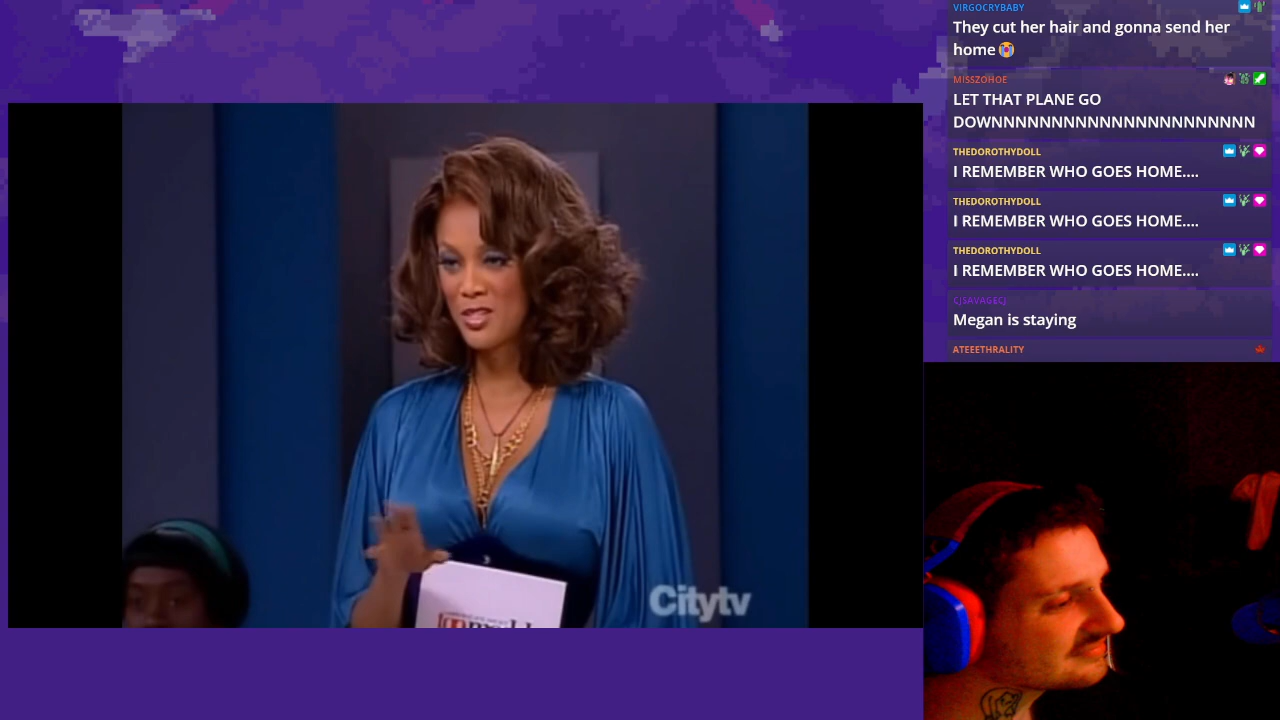 VIRGOCRYBABY
They cut her hair and gonna send her
home
MISSZOHOE
LET THAT PLANE GO
DOWNNNNNNNNNNNNNNNNNNNNNN
THEDOROTHYDOLL
I REMEMBER WHO GOES HOME....
THEDOROTHYDOLL
I REMEMBER WHO GOES HOME....
THEDOROTHYDOLL
I REMEMBER WHO GOES HOME....
CJSAVAGECJ
Megan is staying
ATEEETHRALITY
Citytv